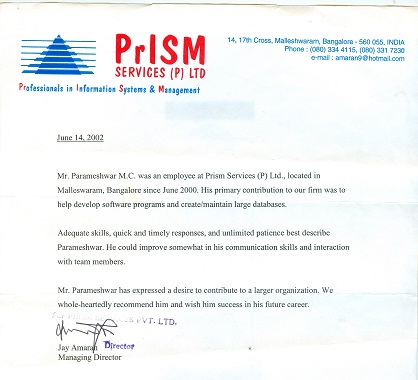 PrISM
SERVICES (P) LTD
Professionals in Information Systems & Management
14, 17th Cross, Malleshwaram, Bangalore - 560 055, INDIA
Phone : (080) 334 4115, (080) 331 7230
e-mail : amaran9@hotmail.com
June 14, 2002
Mr. Parameshwar M.C. was an employee at Prism Services (P) Ltd., located in
Malleswaram, Bangalore since June 2000. His primary contribution to our firm was to
help develop software programs and create/maintain large databases.
Adequate skills, quick and timely responses, and unlimited patience best describe
Parameshwar. He could improve somewhat in his communication skills and interaction
with team members.
Mr. Parameshwar has expressed a desire to contribute to a larger organization. We
whole-heartedly recommend him and wish him success in his future career.
PVT. LTD.
Jay Amaran Director
Managing Director